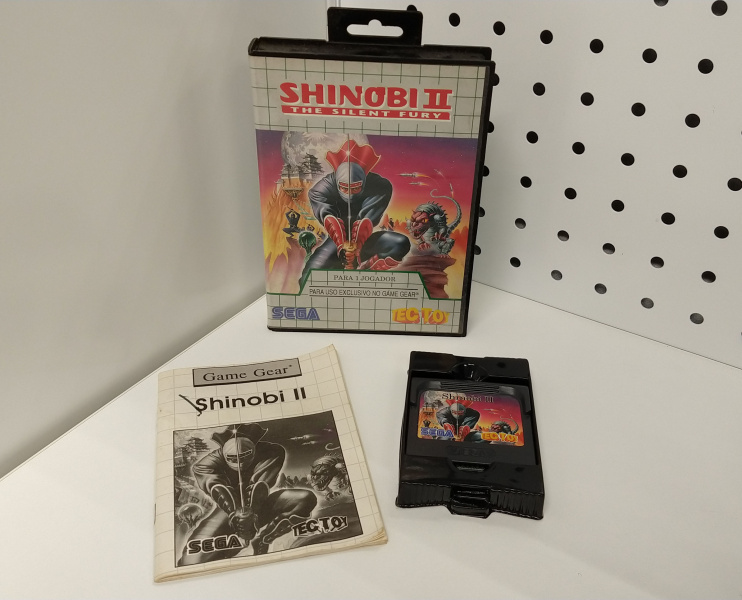 SHINOBI II
THE SILENT FURY
PARA 1 JOGADOR
PARA USO EXCLUSIVO NO GAME GEAR®
SEGA
TEC TOY
Game Gear®
Shinobi II
SEGA
TEC TOY
Shinobi II
SEGA
TEC TOY